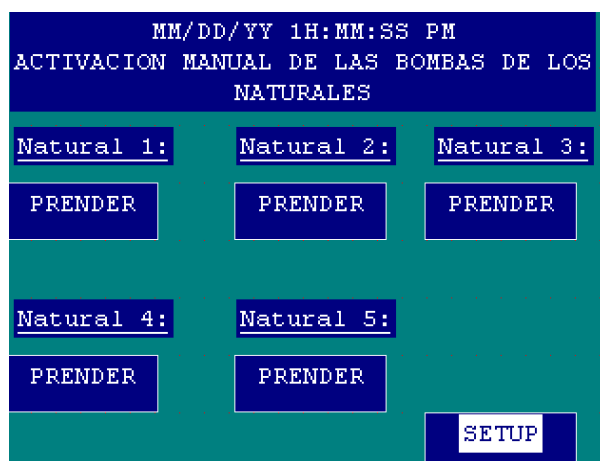 MM/DD/YY 1H:MM:SS PM
ACTIVACION MANUAL DE LAS BOMBAS DE LOS
NATURALES
Natural 1: Natural 2: Natural 3:
PRENDER PRENDER PRENDER
Natural 4: Natural 5:
PRENDER PRENDER
SETUP